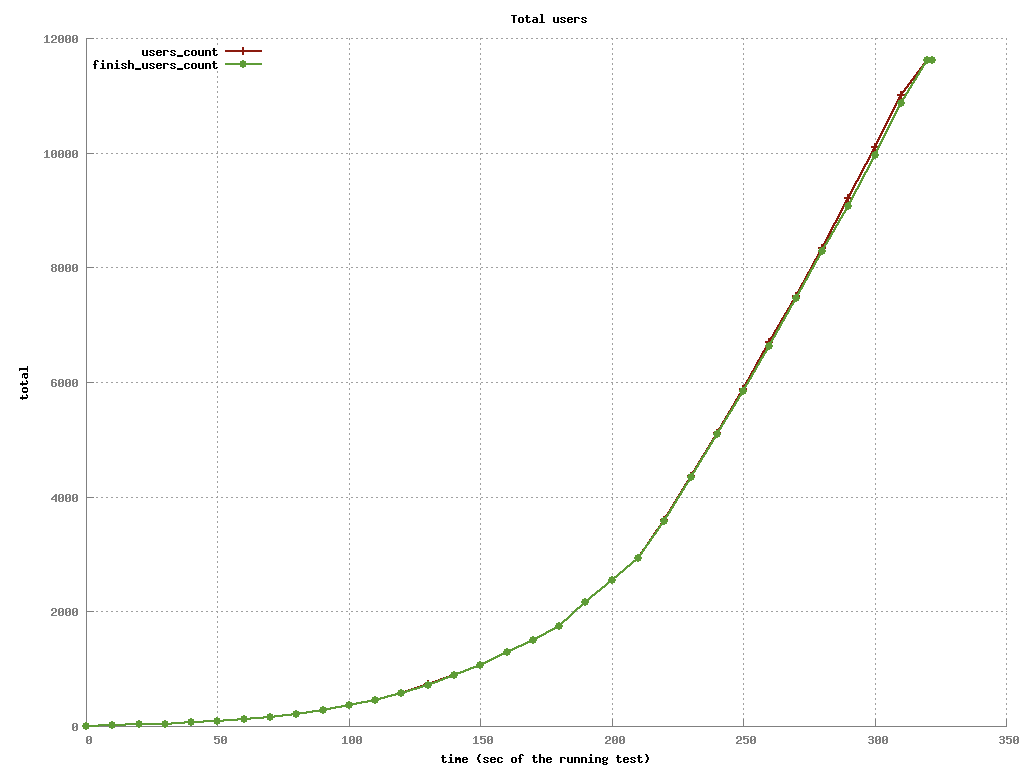 Total users
users_count
finish_users_count
12000
10000
8000
6000
4000
2000
0
total
0 50 100 150 200 250 300 350
time (sec of the running test)